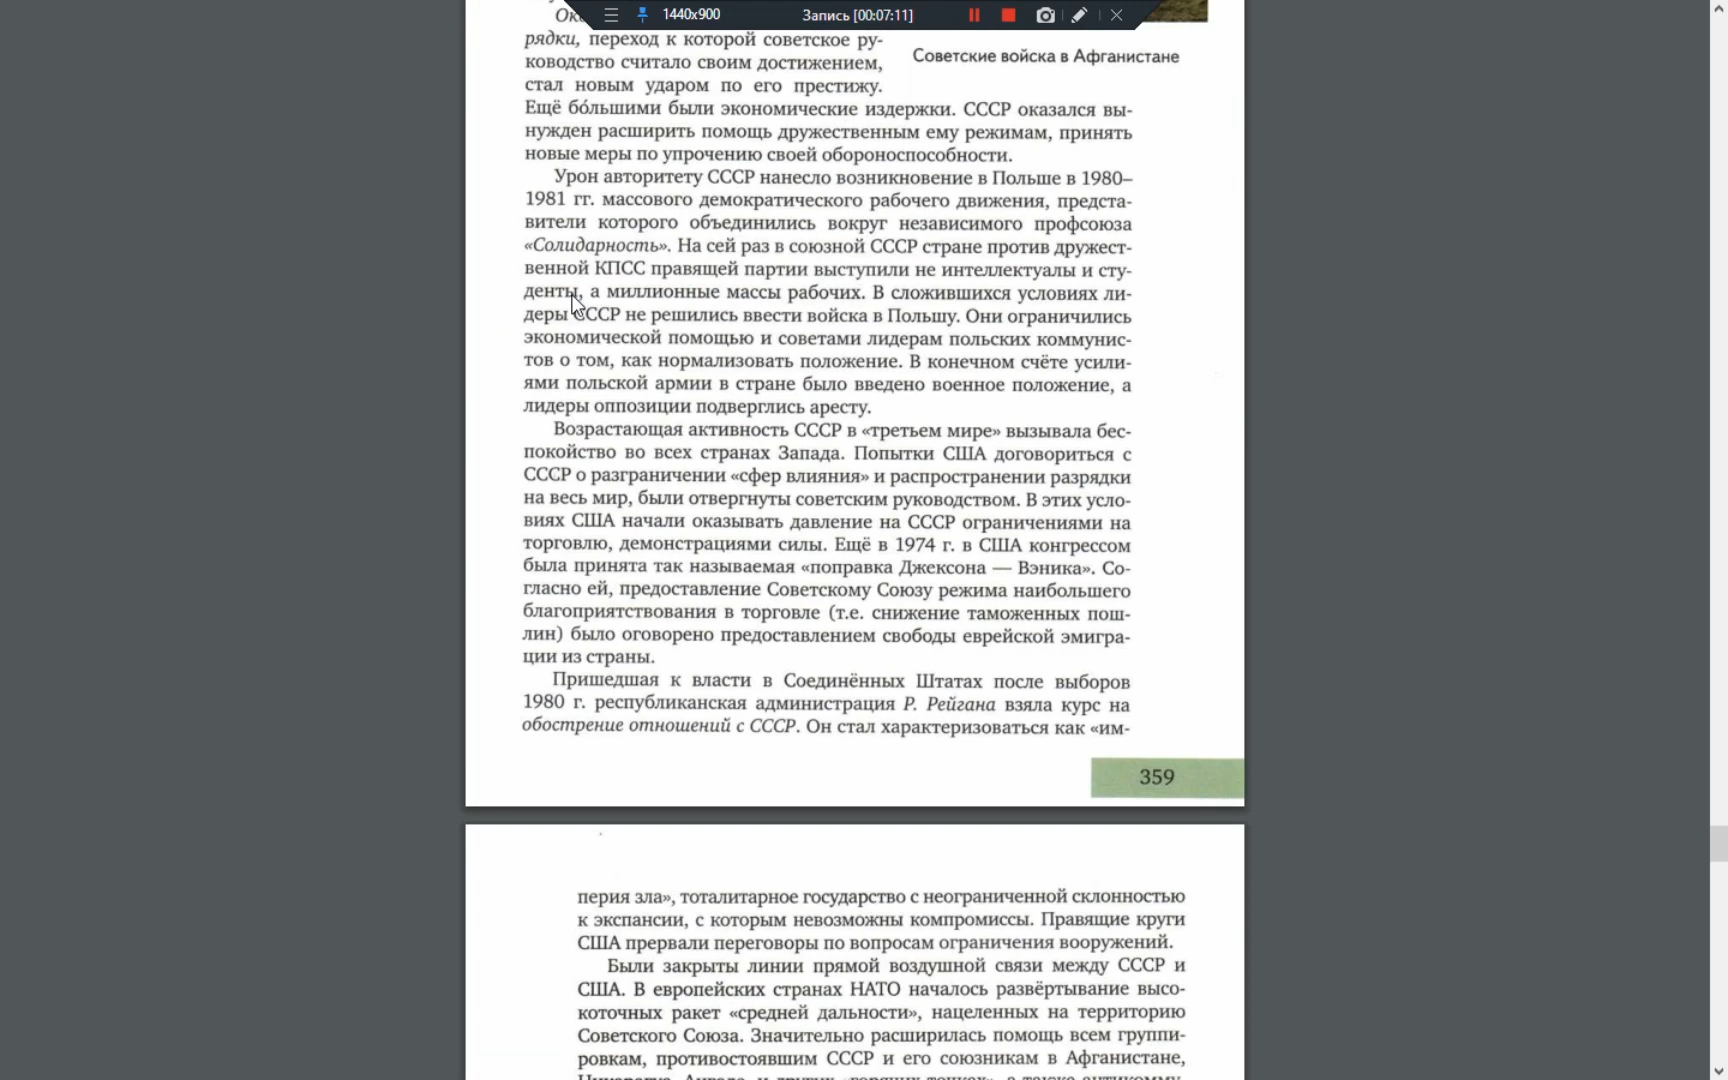 1440x900
Запись [00:07:11]
рядки, переход к которой советское ру-
ководство считало своим достижением,
стал новым ударом по его престижу.
Советские войска в Афганистане
Ещё бо́льшими были экономические издержки. СССР оказался вы-
нужден расширить помощь дружественным ему режимам, принять
новые меры по упрочению своей обороноспособности.
Урон авторитету СССР нанесло возникновение в Польше в 1980–
1981 гг. массового демократического рабочего движения, предста-
вители которого объединились вокруг независимого профсоюза
«Солидарность». На сей раз в союзной СССР стране против дружест-
венной КПСС правящей партии выступили не интеллектуалы и сту-
денты, а миллионные массы рабочих. В сложившихся условиях ли-
деры СССР не решились ввести войска в Польшу. Они ограничились
экономической помощью и советами лидерам польских коммунис-
тов о том, как нормализовать положение. В конечном счёте усили-
ями польской армии в стране было введено военное положение, а
лидеры оппозиции подверглись аресту.
Возрастающая активность СССР в «третьем мире» вызывала бес-
покойство во всех странах Запада. Попытки США договориться с
СССР о разграничении «сфер влияния» и распространении разрядки
на весь мир, были отвергнуты советским руководством. В этих усло-
виях США начали оказывать давление на СССР ограничениями на
торговлю, демонстрациями силы. Ещё в 1974 г. в США конгрессом
была принята так называемая «поправка Джексона — Вэника». Со-
гласно ей, предоставление Советскому Союзу режима наибольшего
благоприятствования в торговле (т.е. снижение таможенных пош-
лин) было оговорено предоставлением свободы еврейской эмигра-
ции из страны.
Пришедшая к власти в Соединённых Штатах после выборов
1980 г. республиканская администрация Р. Рейгана взяла курс на
обострение отношений с СССР. Он стал характеризоваться как «им-
359
перия зла», тоталитарное государство с неограниченной склонностью
к экспансии, с которым невозможны компромиссы. Правящие круги
США прервали переговоры по вопросам ограничения вооружений.
Были закрыты линии прямой воздушной связи между СССР и
США. В европейских странах НАТО началось развёртывание высо-
коточных ракет «средней дальности», нацеленных на территорию
Советского Союза. Значительно расширилась помощь всем группи-
ровкам, противостоявшим СССР и его союзникам в Афганистане,